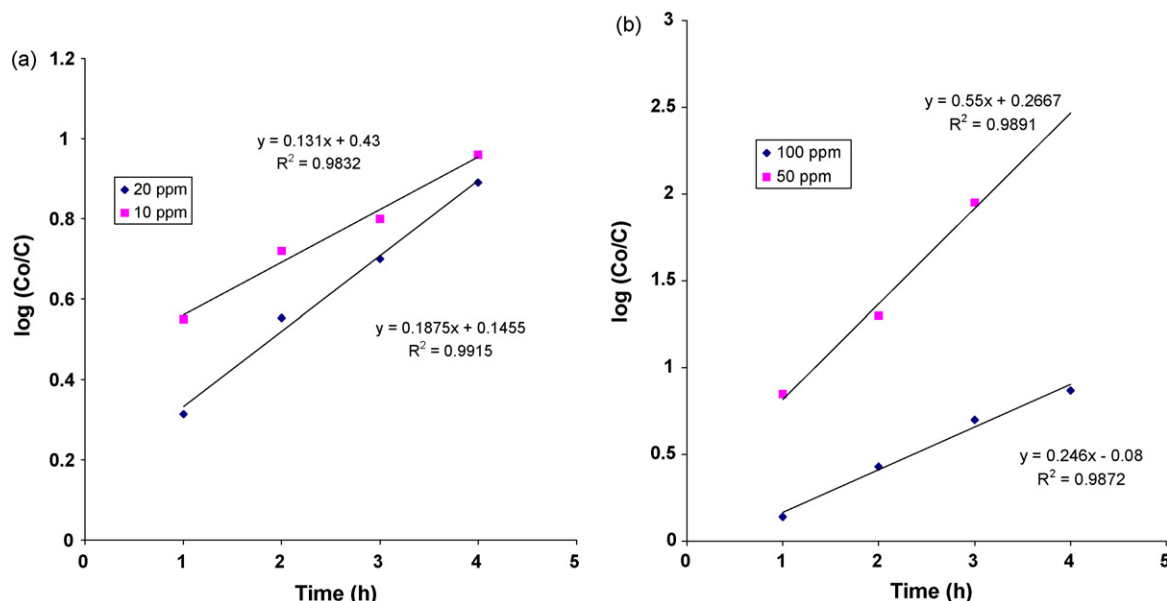 (a)
1.2
1
0.8
0.6
0.4
0.2
0
0
1
2
3
4
5
log (Co/C)
Time (h)
y = 0.131x + 0.43
R² = 0.9832
20 ppm
10 ppm
y = 0.1875x + 0.1455
R² = 0.9915
(b)
3
2.5
2
1.5
1
0.5
0
0
1
2
3
4
5
log (Co/C)
Time (h)
y = 0.55x + 0.2667
R² = 0.9891
100 ppm
50 ppm
y = 0.246x - 0.08
R² = 0.9872